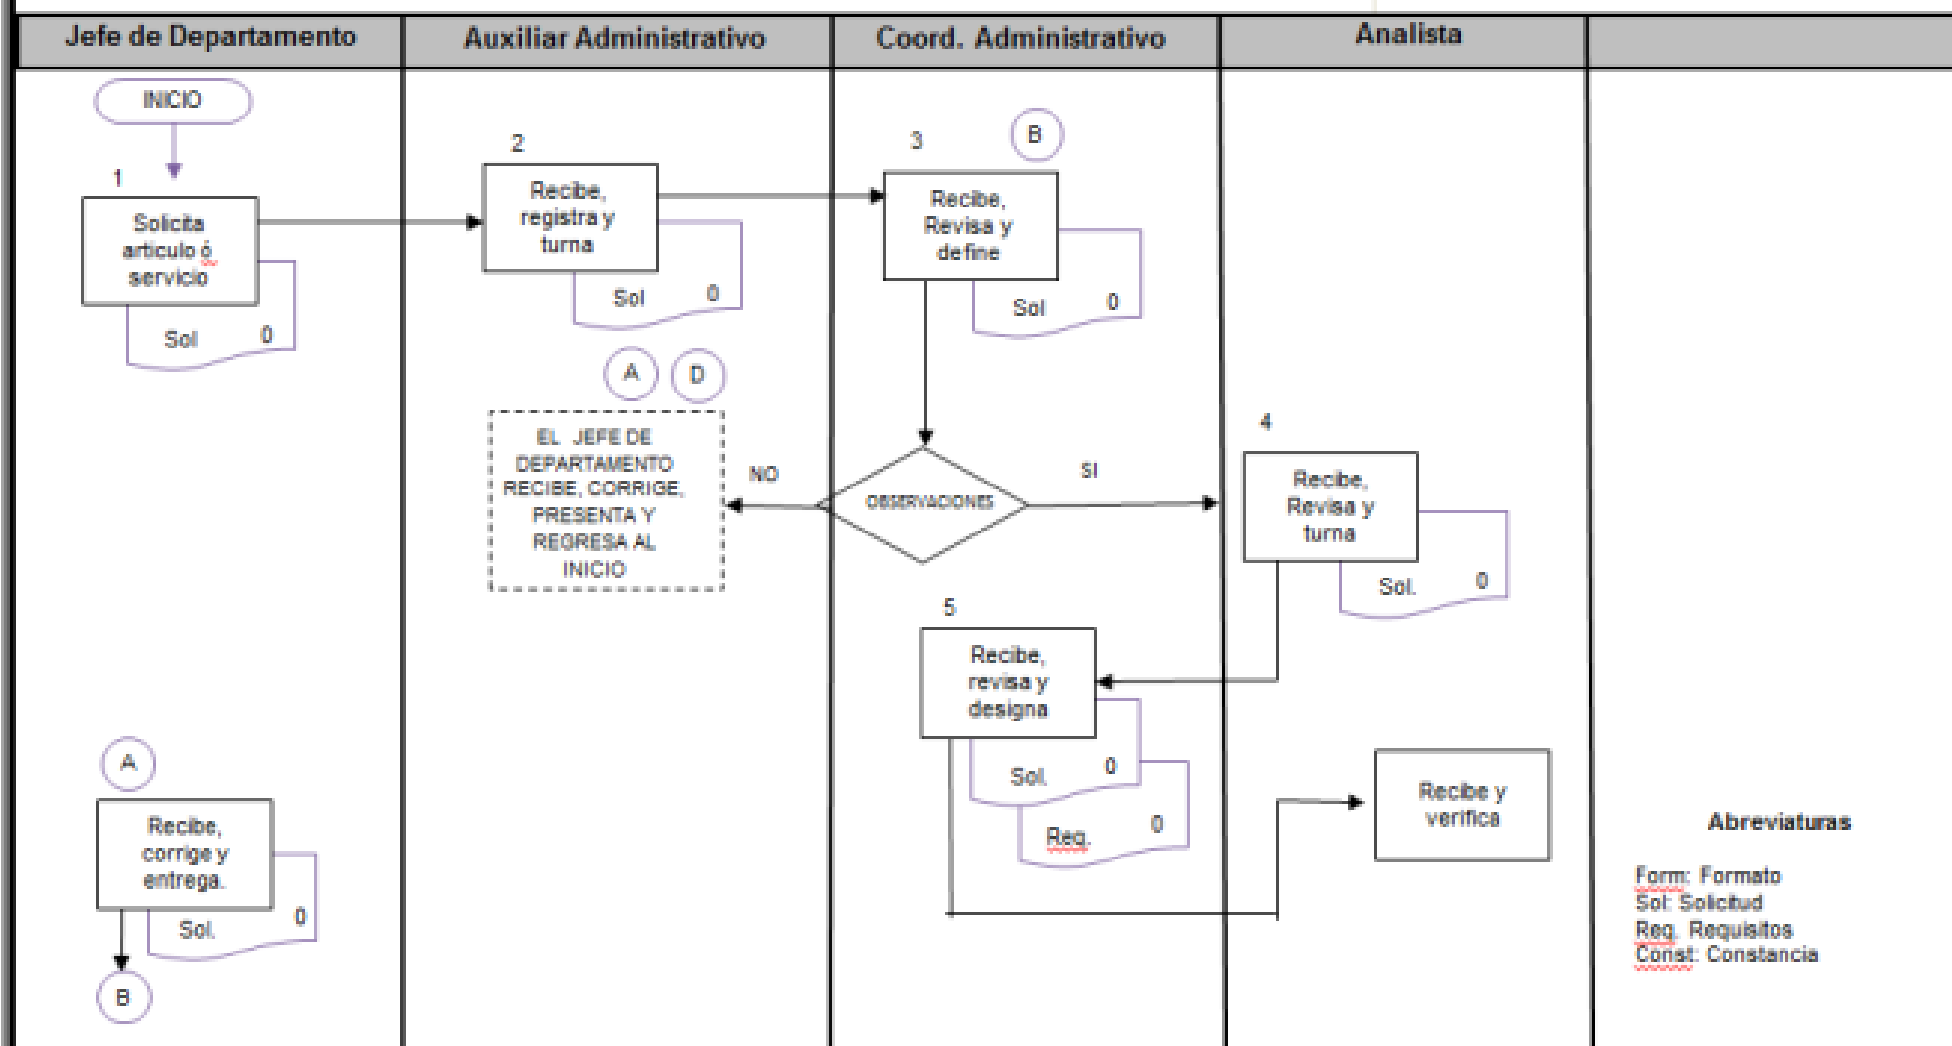 Jefe de Departamento
Auxiliar Administrativo
Coord. Administrativo
Analista
INICIO
1
Solicita
articulo ó
servicio
Sol 0
2
Recibe,
registra y
turna
Sol 0
3
B
Recibe,
Revisa y
define
Sol 0
A D
EL JEFE DE
DEPARTAMENTO
RECIBE, CORRIGE,
PRESENTA Y
REGRESA AL
INICIO
NO
OBSERVACIONES
SI
4
Recibe,
Revisa y
turna
Sol. 0
5
Recibe,
revisa y
designa
Sol. 0
Req. 0
A
Recibe,
corrige y
entrega.
Sol. 0
B
Recibe y
verifica
Abreviaturas
Form: Formato
Sol: Solicitud
Req. Requisitos
Const: Constancia